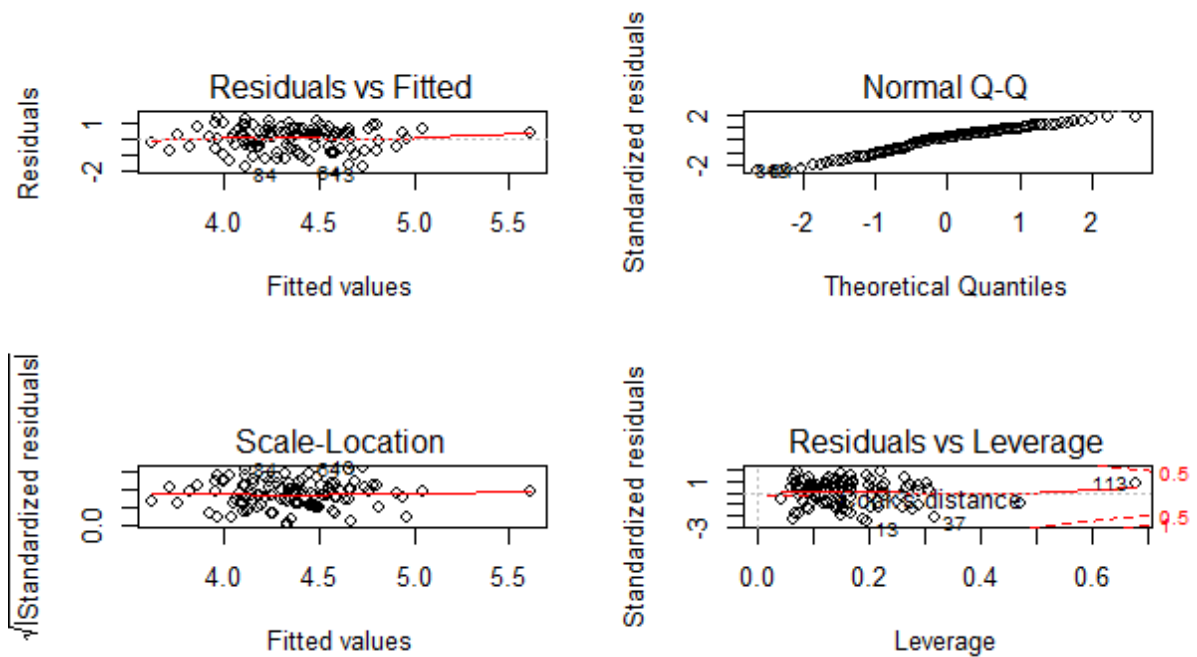 Residuals vs Fitted
Residuals
1
-2
84
4.0 4.5 5.0 5.5
Fitted values
Normal Q-Q
Standardized residuals
2
-2
-2 -1 0 1 2
Theoretical Quantiles
Scale-Location
√|Standardized residuals|
0.0
84
4.0 4.5 5.0 5.5
Fitted values
Residuals vs Leverage
Standardized residuals
1
-3
113
distance
13
37
0.5
0.5
1
0.0 0.2 0.4 0.6
Leverage